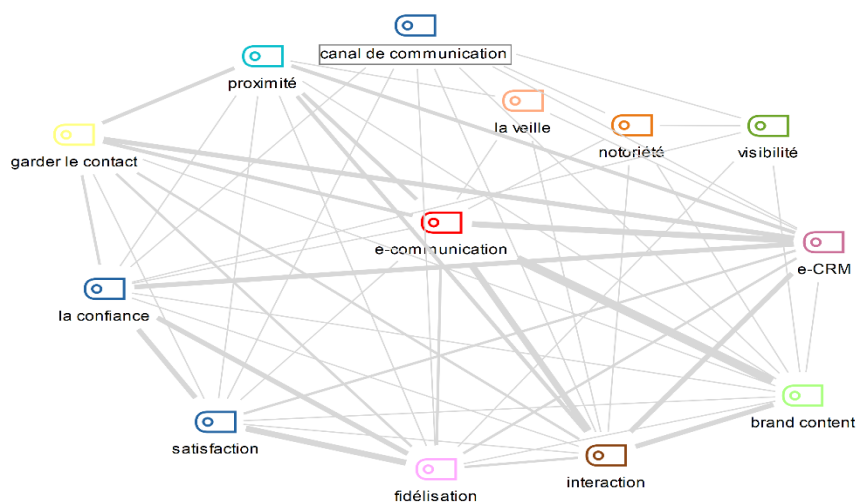 canal de communication
proximité
la veille
notoriété
visibilité
garder le contact
e-communication
e-CRM
la confiance
brand content
satisfaction
interaction
fidélisation